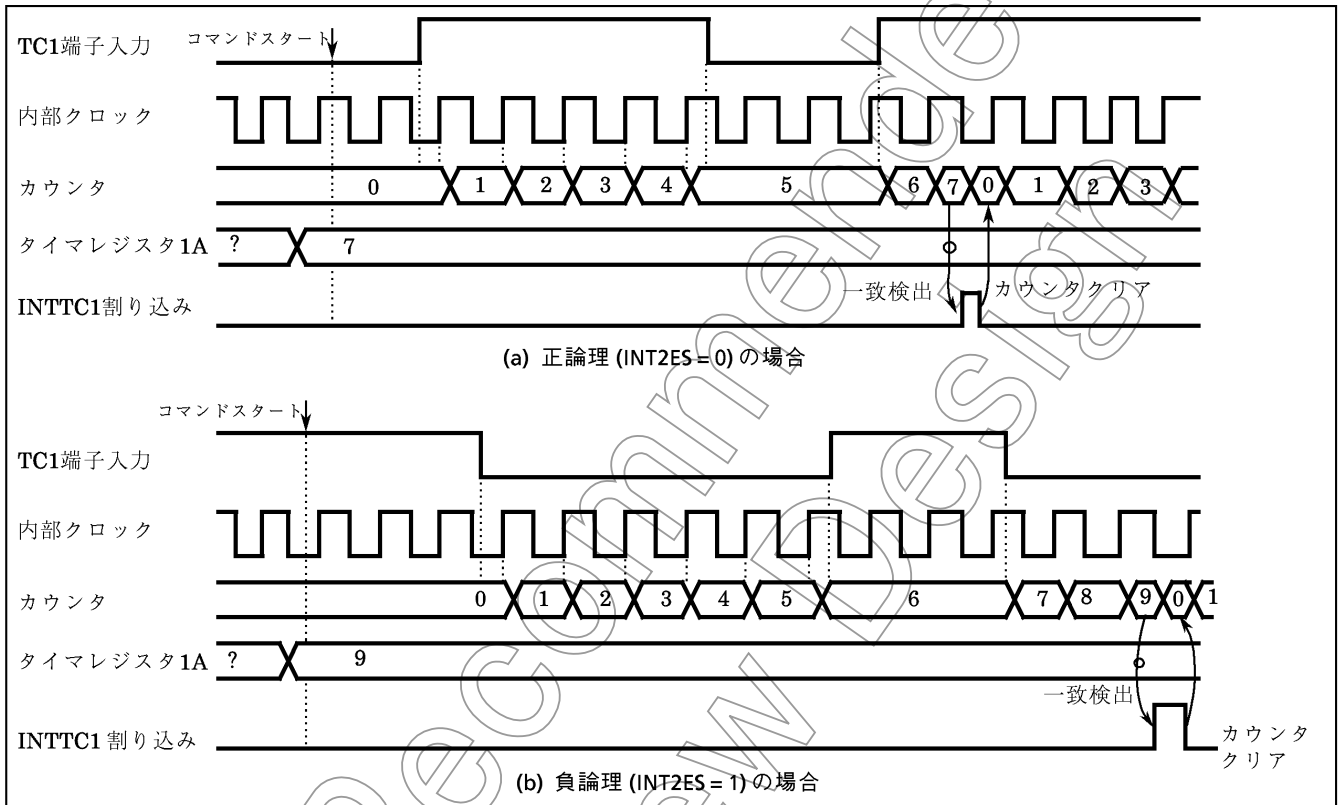 コマンドスタート
TC1端子入力
内部クロック
カウンタ 0 1 2 3 4 5 6 7 0 1 2 3
タイマレジスタ1A ? 7
一致検出 カウンタクリア
INTTC1割り込み
(a) 正論理 (INT2ES = 0) の場合
コマンドスタート
TC1端子入力
内部クロック
カウンタ 0 1 2 3 4 5 6 7 8 9 0 1
タイマレジスタ1A ? 9
一致検出
INTTC1 割り込み
カウンタ
クリア
(b) 負論理 (INT2ES = 1) の場合
Recommende
w Design